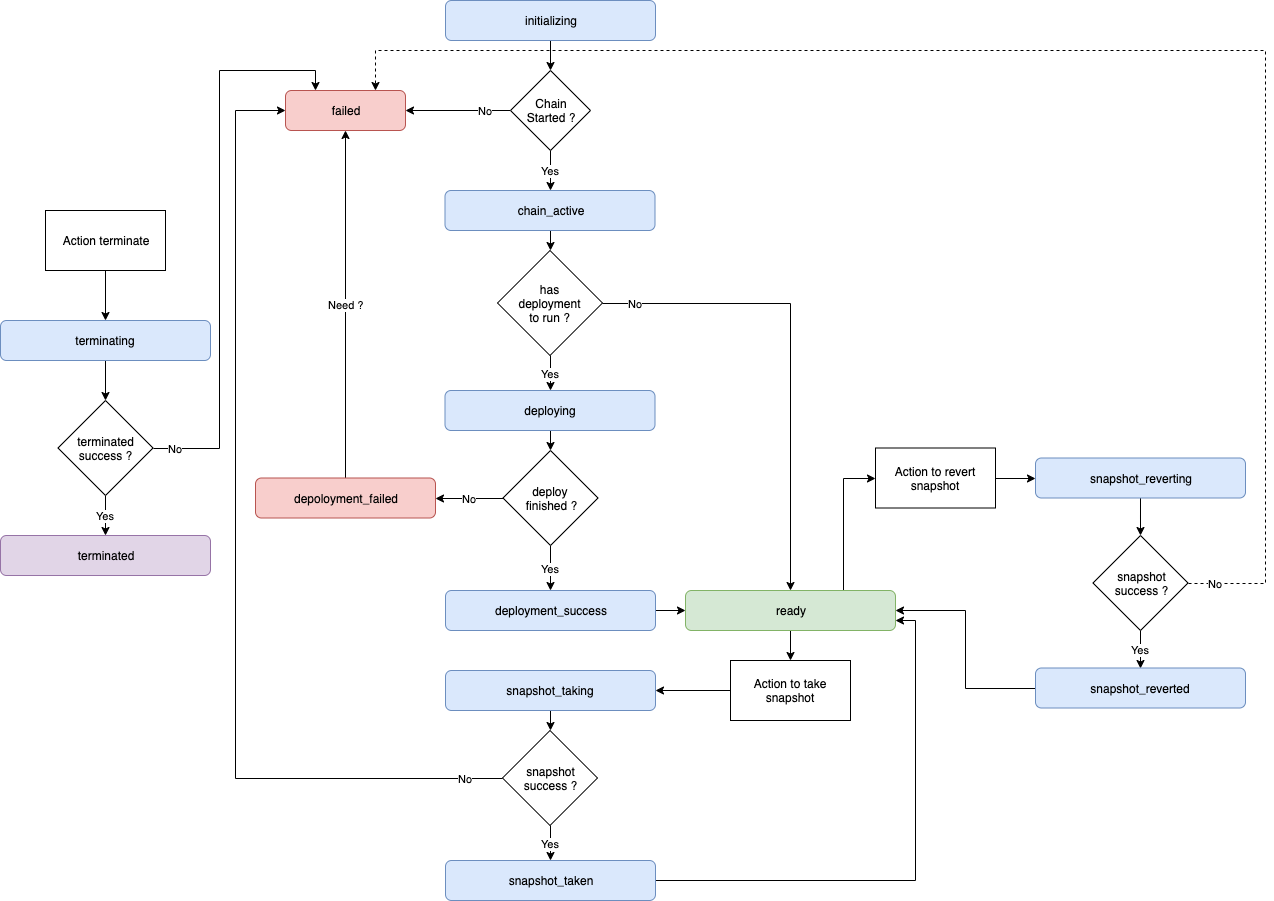 initializing
failed
No
Chain
Started ?
Yes
chain_active
Action terminate
has
deployment
to run ?
No
Need ?
terminating
Yes
deploying
terminated
success ?
No
Yes
terminated
depoloyment_failed
No
deploy
finished ?
Yes
Action to revert
snapshot
snapshot_reverting
snapshot
success ?
No
Yes
snapshot_reverted
deployment_success
ready
Action to take
snapshot
snapshot_taking
snapshot
success ?
No
Yes
snapshot_taken